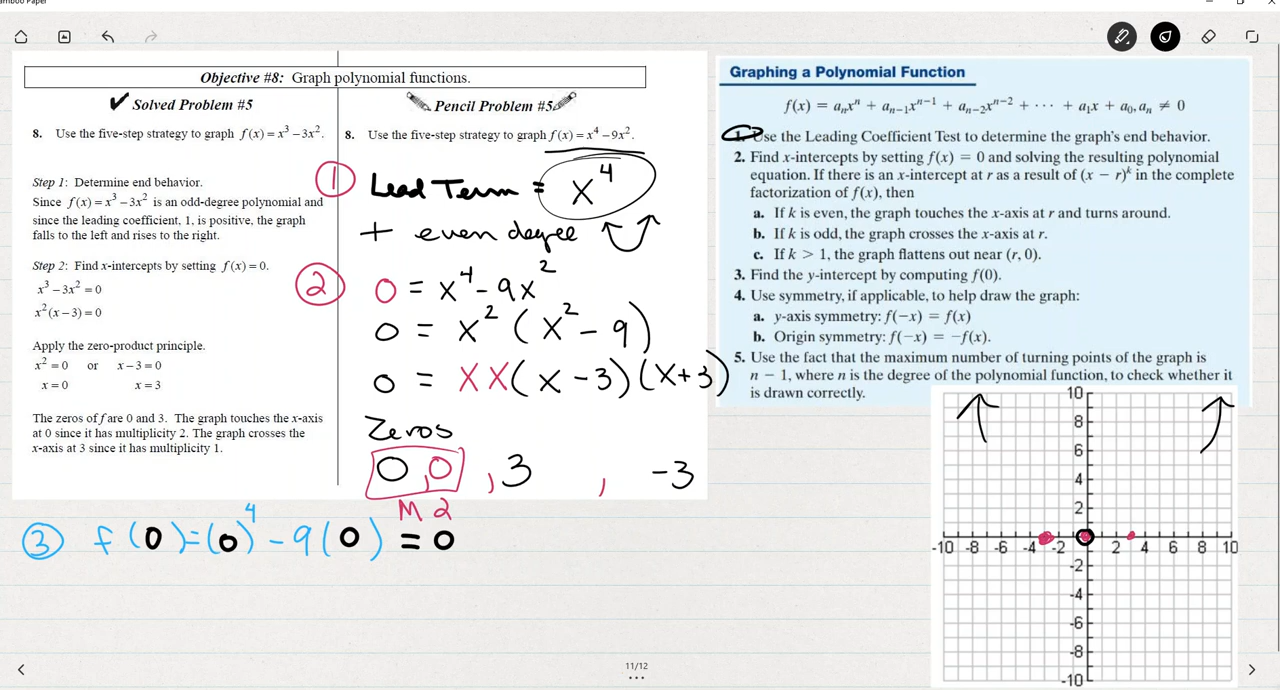 amboo Paper
Objective #8: Graph polynomial functions.
✔ Solved Problem #5
8. Use the five-step strategy to graph f(x) = x³ − 3x².
Step 1: Determine end behavior.
Since f(x) = x³ − 3x² is an odd-degree polynomial and
since the leading coefficient, 1, is positive, the graph
falls to the left and rises to the right.
Step 2: Find x-intercepts by setting f(x) = 0.
x³ − 3x² = 0
x²(x − 3) = 0
Apply the zero-product principle.
x² = 0 or x − 3 = 0
x = 0 x = 3
The zeros of f are 0 and 3. The graph touches the x-axis
at 0 since it has multiplicity 2. The graph crosses the
x-axis at 3 since it has multiplicity 1.
Pencil Problem #5
8. Use the five-step strategy to graph f(x) = x⁴ − 9x².
① Lead Term = x⁴
+ even degree
② 0 = x⁴ − 9x²
0 = x² (x² − 9)
0 = x x (x − 3)(x + 3)
Zeros
0, 0, 3, −3
M 2
③ f(0) = (0)⁴ − 9(0) = 0
Graphing a Polynomial Function
f(x) = aₙxⁿ + aₙ₋₁xⁿ⁻¹ + aₙ₋₂xⁿ⁻² + ⋯ + a₁x + a₀, aₙ ≠ 0
1. Use the Leading Coefficient Test to determine the graph's end behavior.
2. Find x-intercepts by setting f(x) = 0 and solving the resulting polynomial
equation. If there is an x-intercept at r as a result of (x − r)ᵏ in the complete
factorization of f(x), then
a. If k is even, the graph touches the x-axis at r and turns around.
b. If k is odd, the graph crosses the x-axis at r.
c. If k > 1, the graph flattens out near (r, 0).
3. Find the y-intercept by computing f(0).
4. Use symmetry, if applicable, to help draw the graph:
a. y-axis symmetry: f(−x) = f(x)
b. Origin symmetry: f(−x) = −f(x).
5. Use the fact that the maximum number of turning points of the graph is
n − 1, where n is the degree of the polynomial function, to check whether it
is drawn correctly.
10
8
6
4
2
-10 -8 -6 -4 -2 2 4 6 8 10
-2
-4
-6
-8
-10
11/12